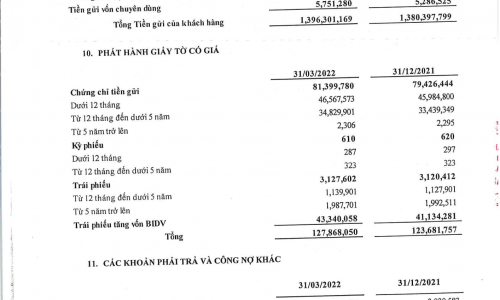 Tiền gửi vốn chuyên dùng 5,751,280 5,286,525
Tổng Tiền gửi của khách hàng 1,396,301,169 1,380,397,799
10. PHÁT HÀNH GIẤY TỜ CÓ GIÁ
31/03/2022 31/12/2021
Chứng chỉ tiền gửi 81,399,780 79,426,444
Dưới 12 tháng 46,567,573 45,984,800
Từ 12 tháng đến dưới 5 năm 34,829,901 33,439,349
Từ 5 năm trở lên 2,306 2,295
Kỳ phiếu 610 620
Dưới 12 tháng 287 297
Từ 12 tháng đến dưới 5 năm 323 323
Trái phiếu 3,127,602 3,120,412
Từ 12 tháng đến dưới 5 năm 1,139,901 1,127,901
Từ 5 năm trở lên 1,987,701 1,992,511
Trái phiếu tăng vốn BIDV 43,340,058 41,134,281
Tổng 127,868,050 123,681,757
11. CÁC KHOẢN PHẢI TRẢ VÀ CÔNG NỢ KHÁC
31/03/2022 31/12/2021